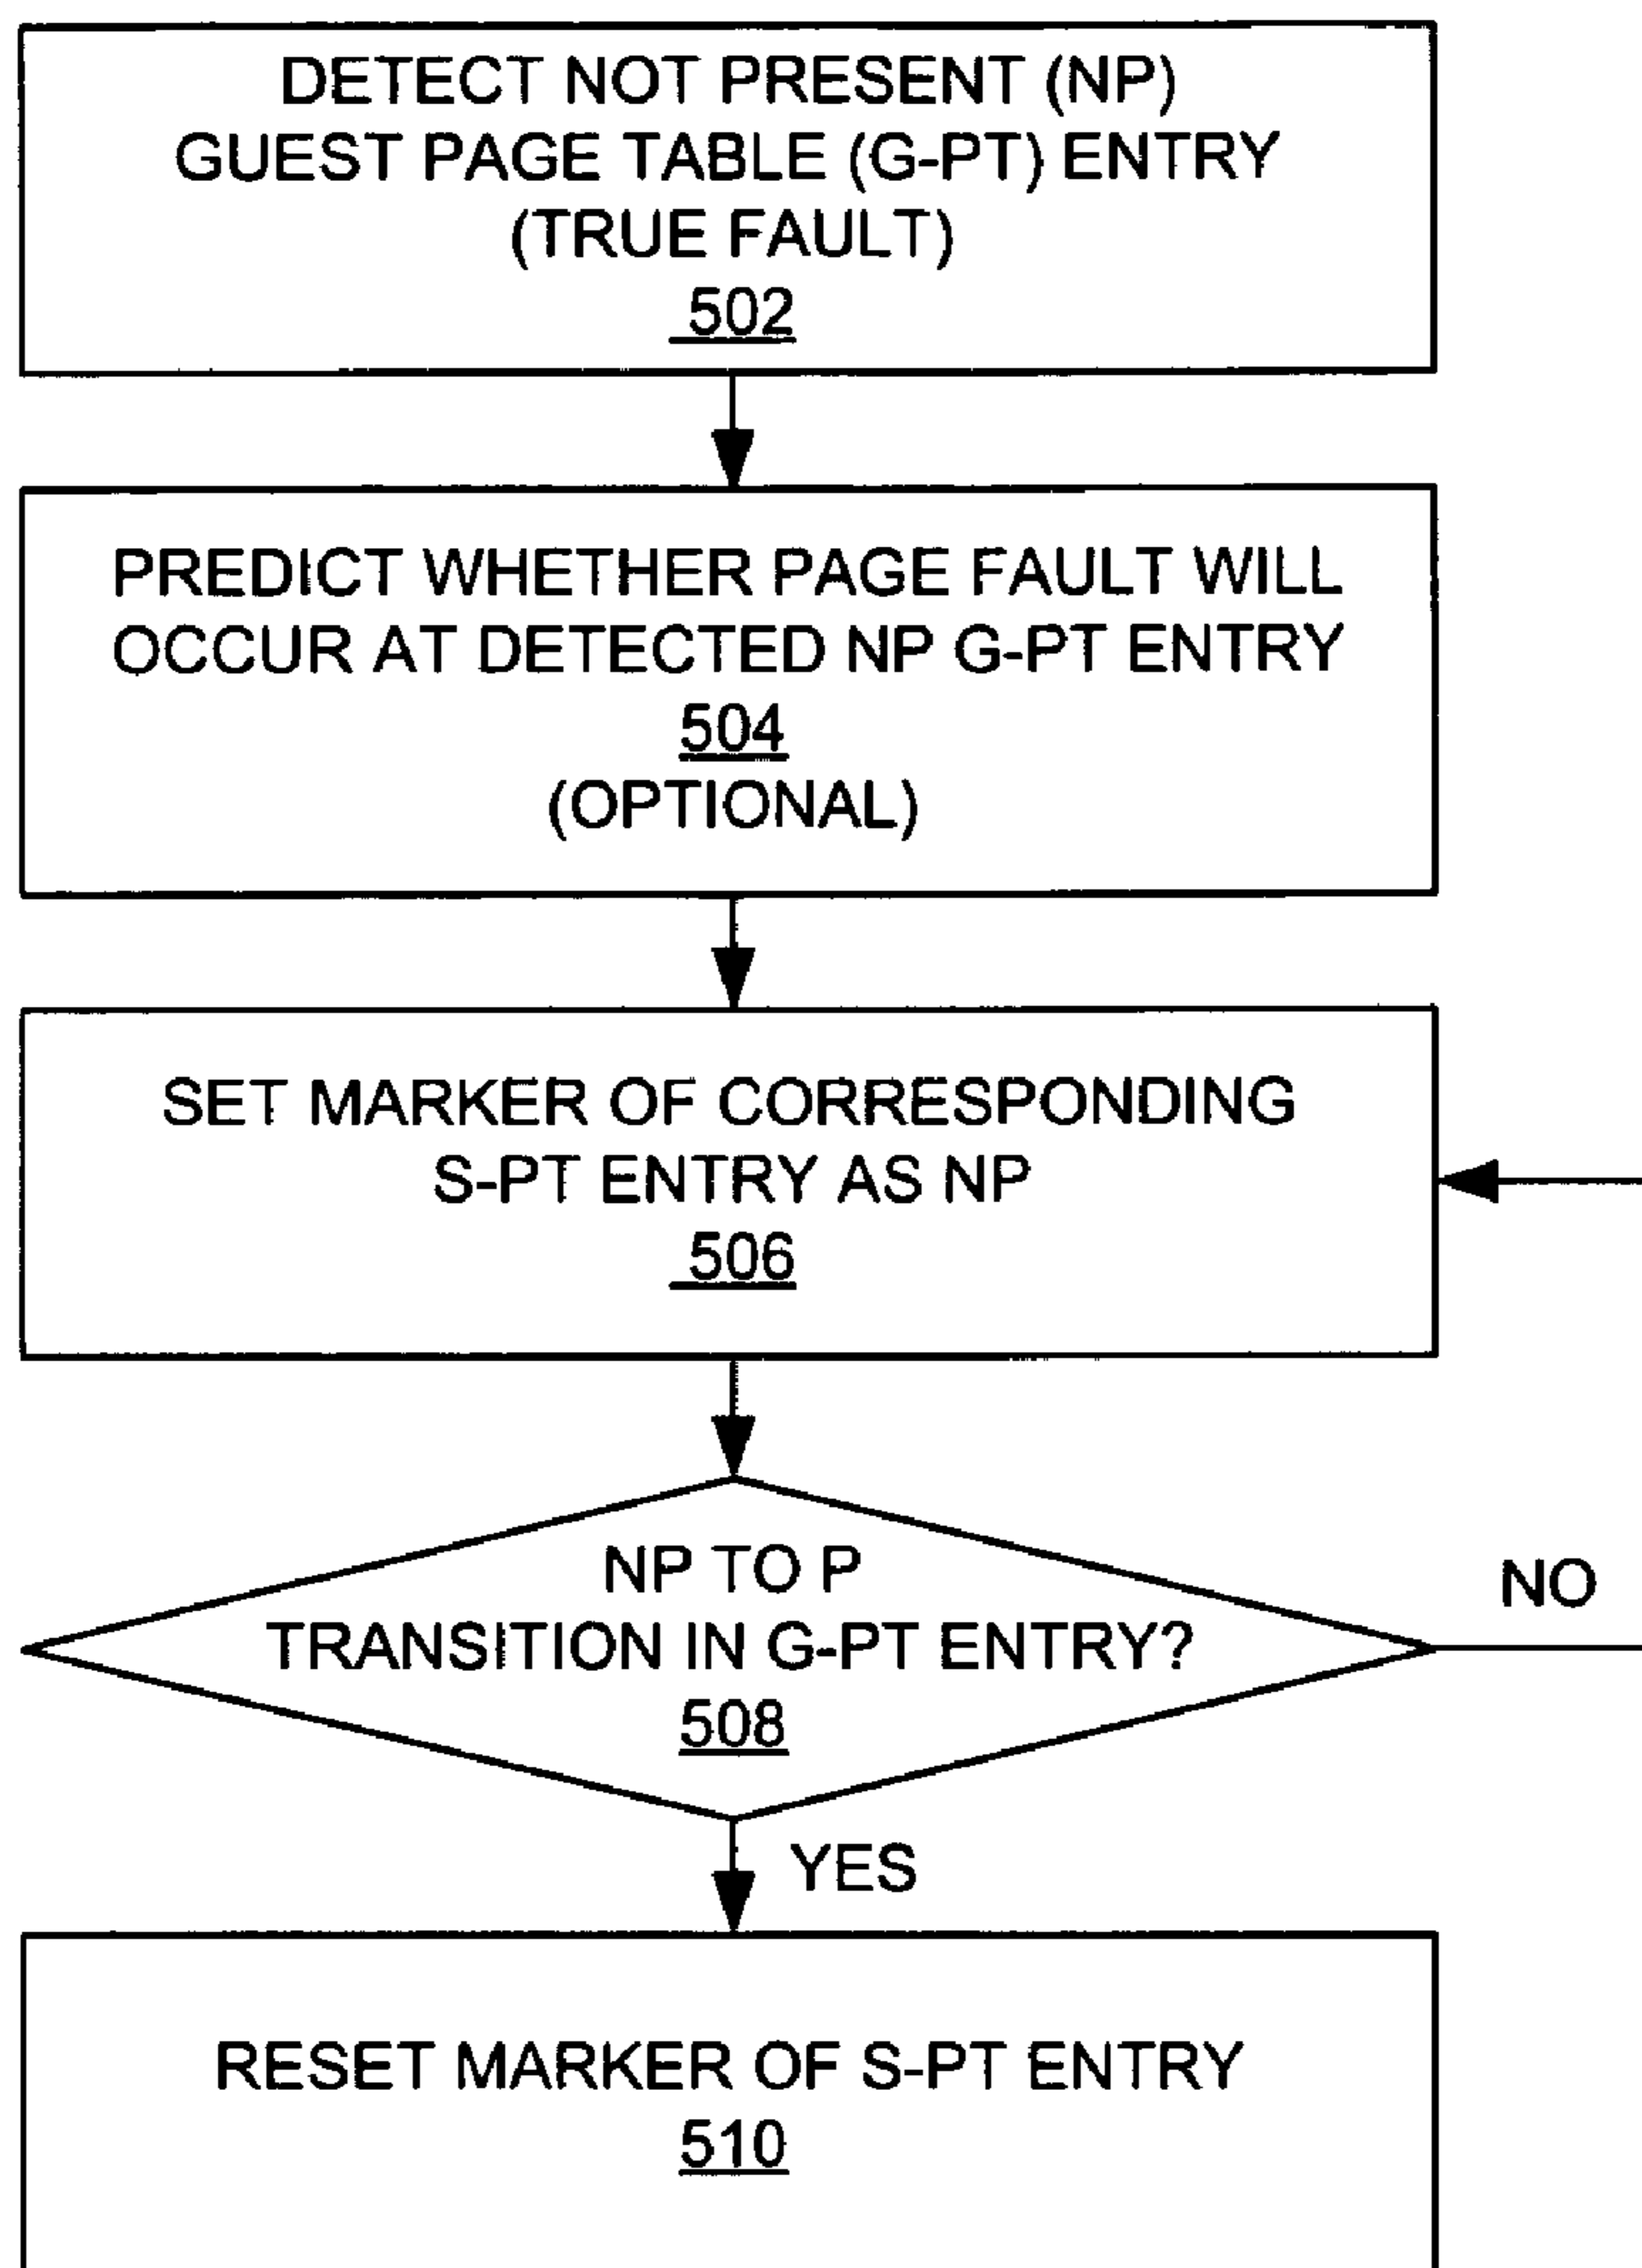 DETECT NOT PRESENT (NP)
GUEST PAGE TABLE (G-PT) ENTRY
(TRUE FAULT)
502
PREDICT WHETHER PAGE FAULT WILL
OCCUR AT DETECTED NP G-PT ENTRY
504
(OPTIONAL)
SET MARKER OF CORRESPONDING
S-PT ENTRY AS NP
506
NP TO P
TRANSITION IN G-PT ENTRY?
508
NO
YES
RESET MARKER OF S-PT ENTRY
510